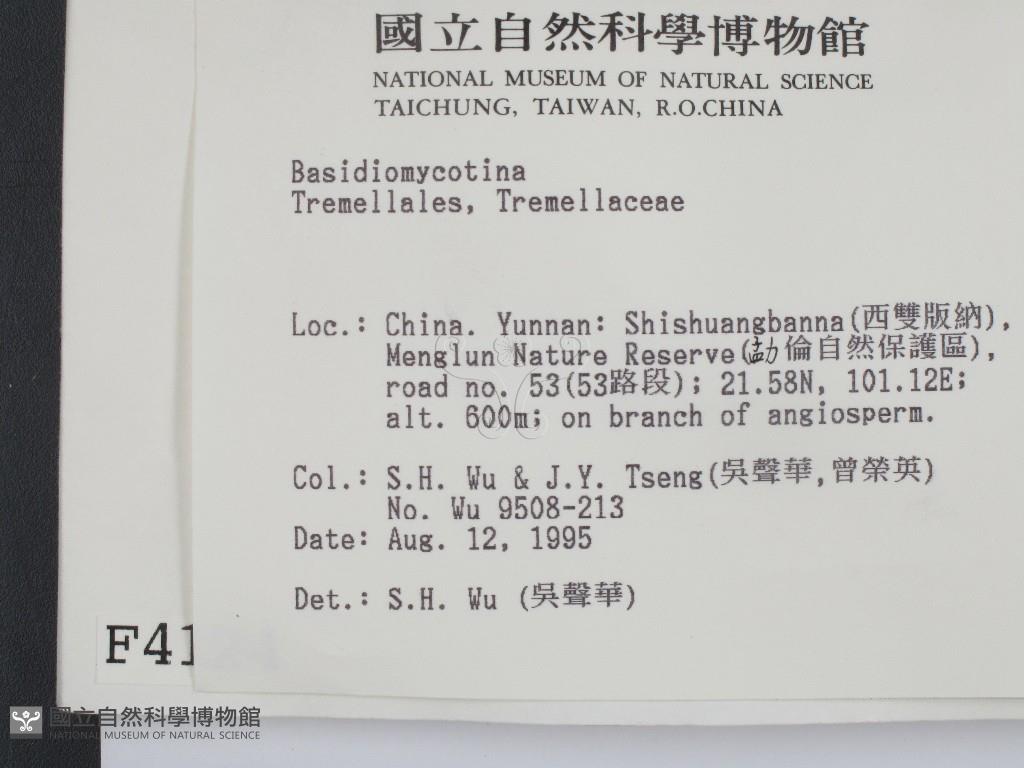 國立自然科學博物館
NATIONAL MUSEUM OF NATURAL SCIENCE
TAICHUNG, TAIWAN, R.O.CHINA
Basidiomycotina
Tremellales, Tremellaceae
Loc.: China. Yunnan: Shishuangbanna(西雙版納),
Menglun Nature Reserve(勐倫自然保護區),
road no. 53(53路段); 21.58N, 101.12E;
alt. 600m; on branch of angiosperm.
Col.: S.H. Wu & J.Y. Tseng(吳聲華,曾榮英)
No. Wu 9508-213
Date: Aug. 12, 1995
Det.: S.H. Wu (吳聲華)
F41
國立自然科學博物館
NATIONAL MUSEUM OF NATURAL SCIENCE